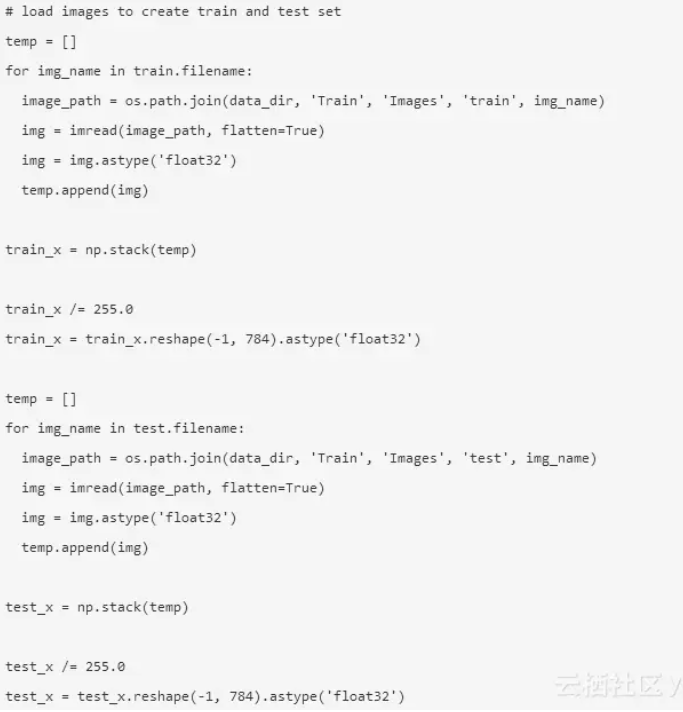 # load images to create train and test set
temp = []
for img_name in train.filename:
  image_path = os.path.join(data_dir, 'Train', 'Images', 'train', img_name)
  img = imread(image_path, flatten=True)
  img = img.astype('float32')
  temp.append(img)

train_x = np.stack(temp)

train_x /= 255.0
train_x = train_x.reshape(-1, 784).astype('float32')

temp = []
for img_name in test.filename:
  image_path = os.path.join(data_dir, 'Train', 'Images', 'test', img_name)
  img = imread(image_path, flatten=True)
  img = img.astype('float32')
  temp.append(img)

test_x = np.stack(temp)

test_x /= 255.0
test_x = test_x.reshape(-1, 784).astype('float32')
云栖社区 y